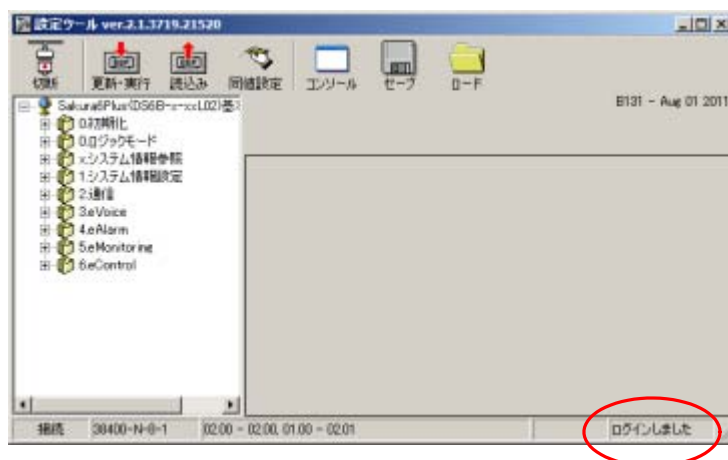 設定ツール ver.2.1.3719.21520
切断 更新・実行 読込み 同値設定 コンソール セーブ ロード
B131 - Aug 01 2011
Sakura6Plus(DS6B-x-xxL02)基
0.初期化
0.ロジックモード
x.システム情報参照
1.システム情報設定
2.通信
3.eVoice
4.eAlarm
5.eMonitoring
6.eControl
接続 38400-N-8-1 02.00 - 02.00, 01.00 - 02.01 ログインしました